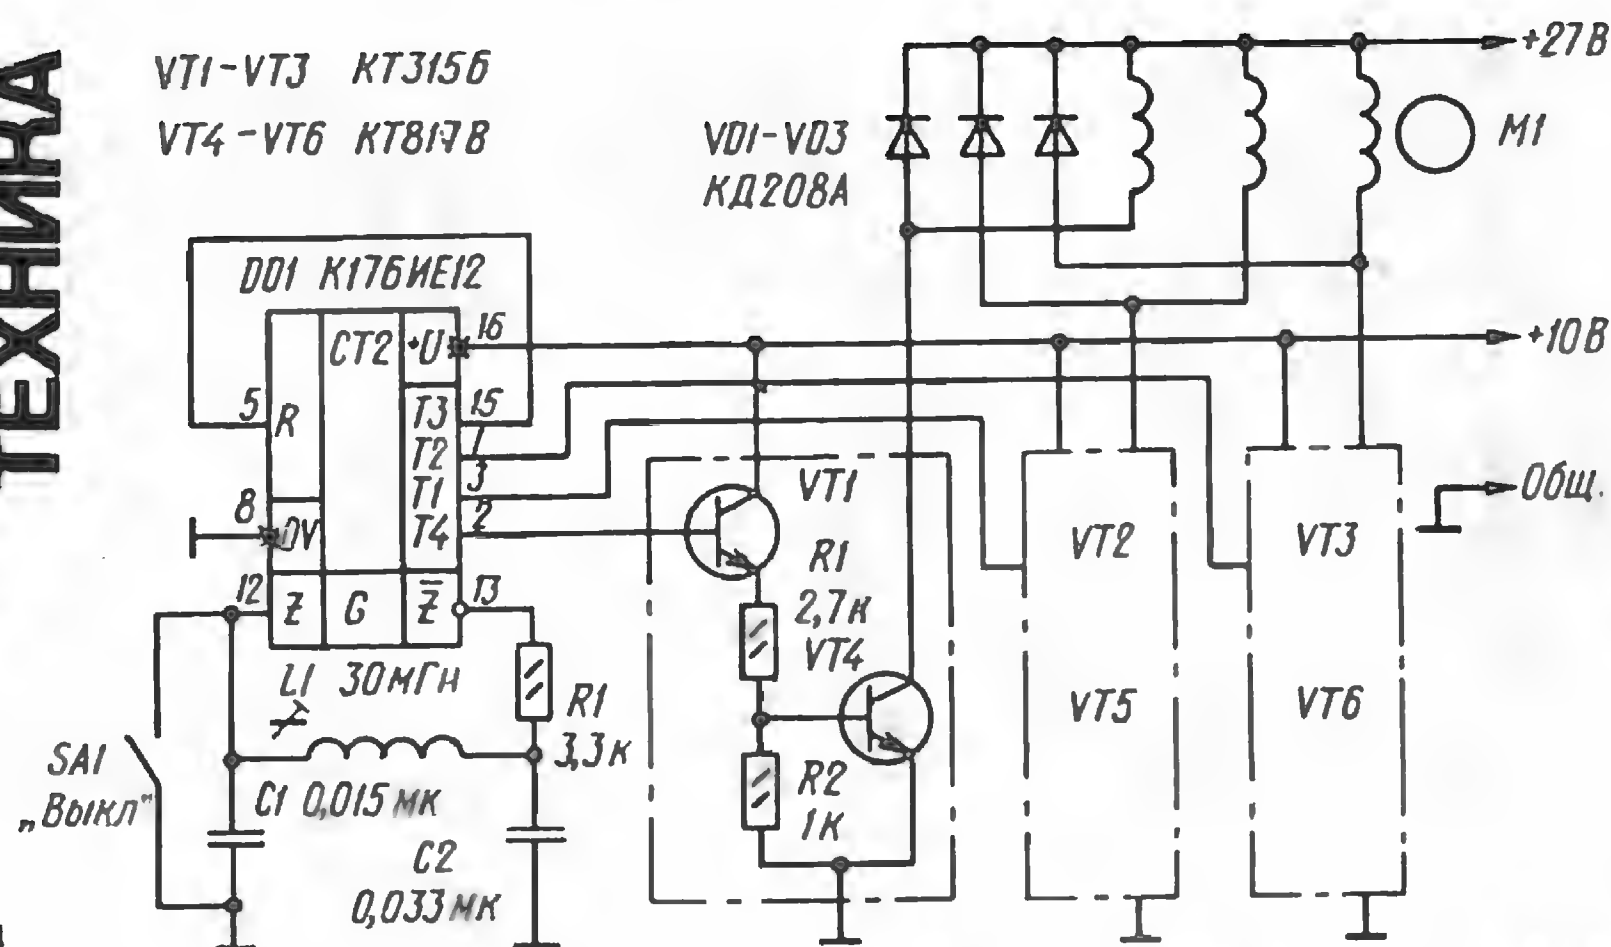 ТЕХНИКА
VT1-VT3 КТ315Б
VT4-VT6 КТ817В
VD1-VD3
КД208А
+27В
M1
DD1 К176ИЕ12
CT2
+U
16
+10В
5
R
T3
15
T2
7
T1
3
8
0V
T4
2
12
Z
G
Z̅
13
VT1
R1
2,7к
VT4
R2
1к
VT2
VT5
VT3
VT6
Общ.
L1 30мГн
R1
3,3к
SA1
„Выкл"
C1 0,015 мк
C2
0,033 мк